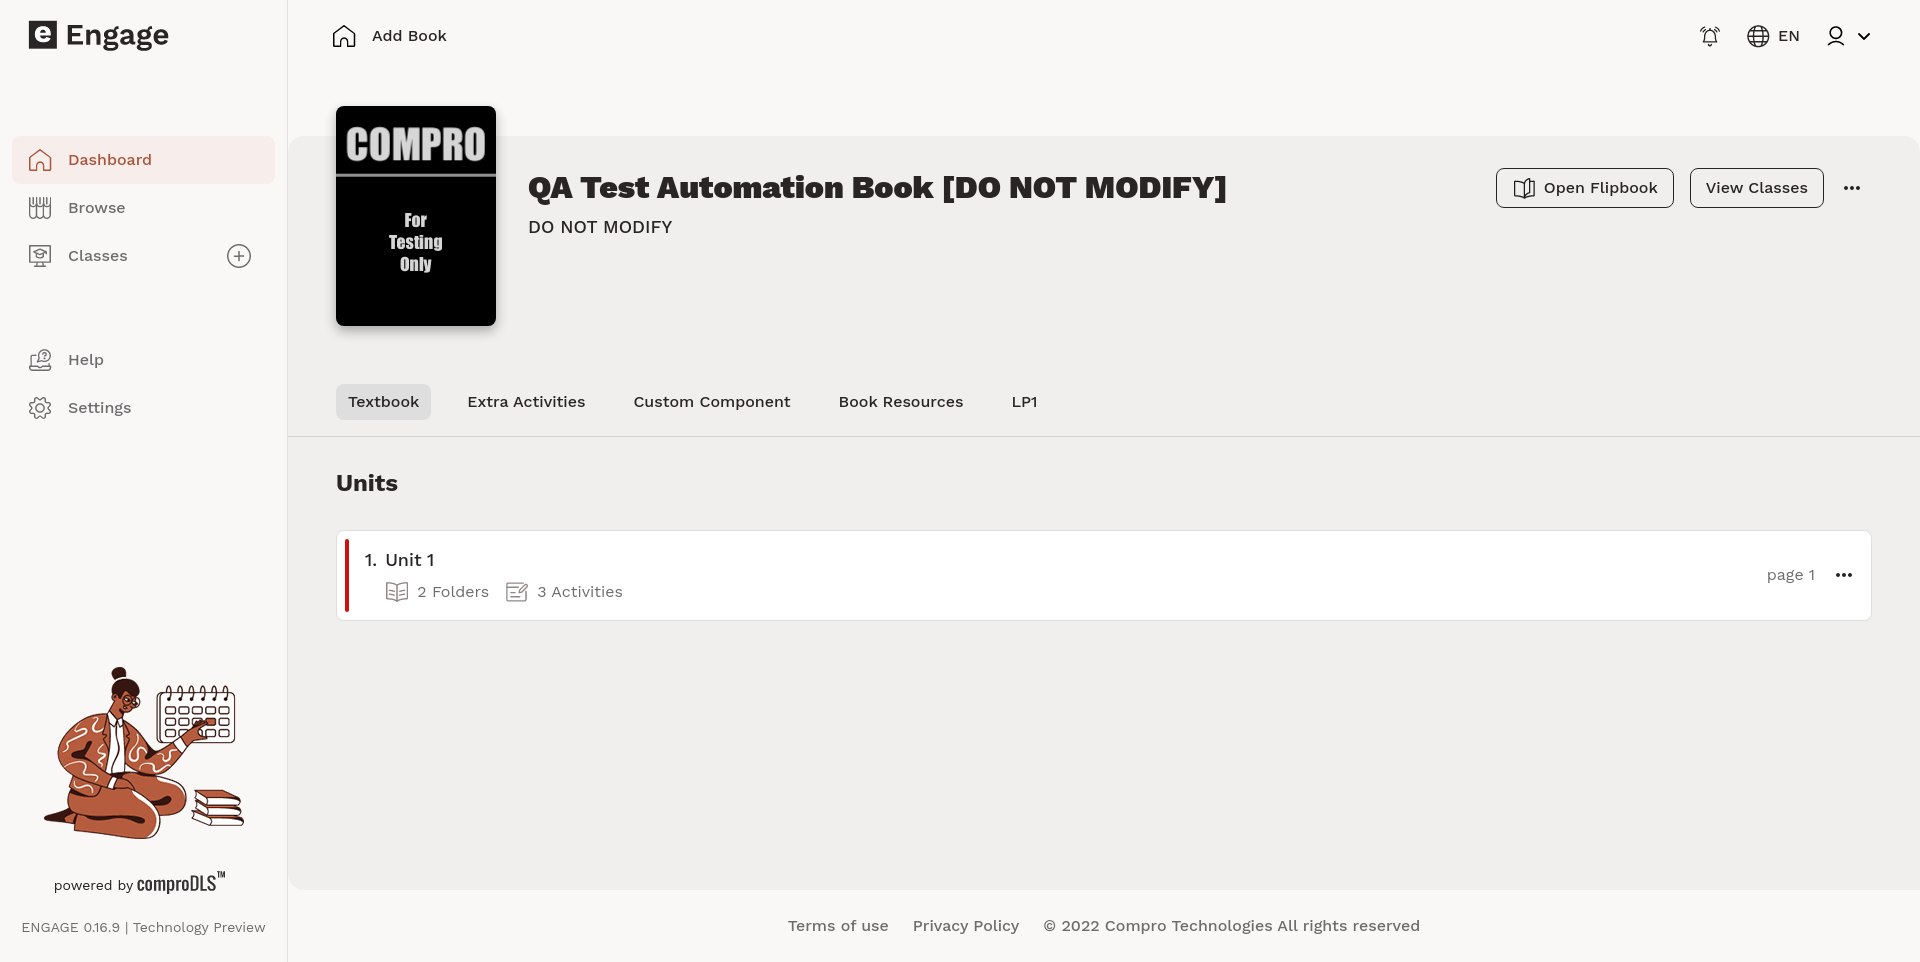 e Engage
Dashboard
Browse
Classes
Help
Settings
powered by comproDLS™
ENGAGE 0.16.9 | Technology Preview
Add Book
EN
COMPRO
For
Testing
Only
QA Test Automation Book [DO NOT MODIFY]
DO NOT MODIFY
Open Flipbook
View Classes
Textbook
Extra Activities
Custom Component
Book Resources
LP1
Units
1. Unit 1
2 Folders
3 Activities
page 1
Terms of use
Privacy Policy
© 2022 Compro Technologies All rights reserved